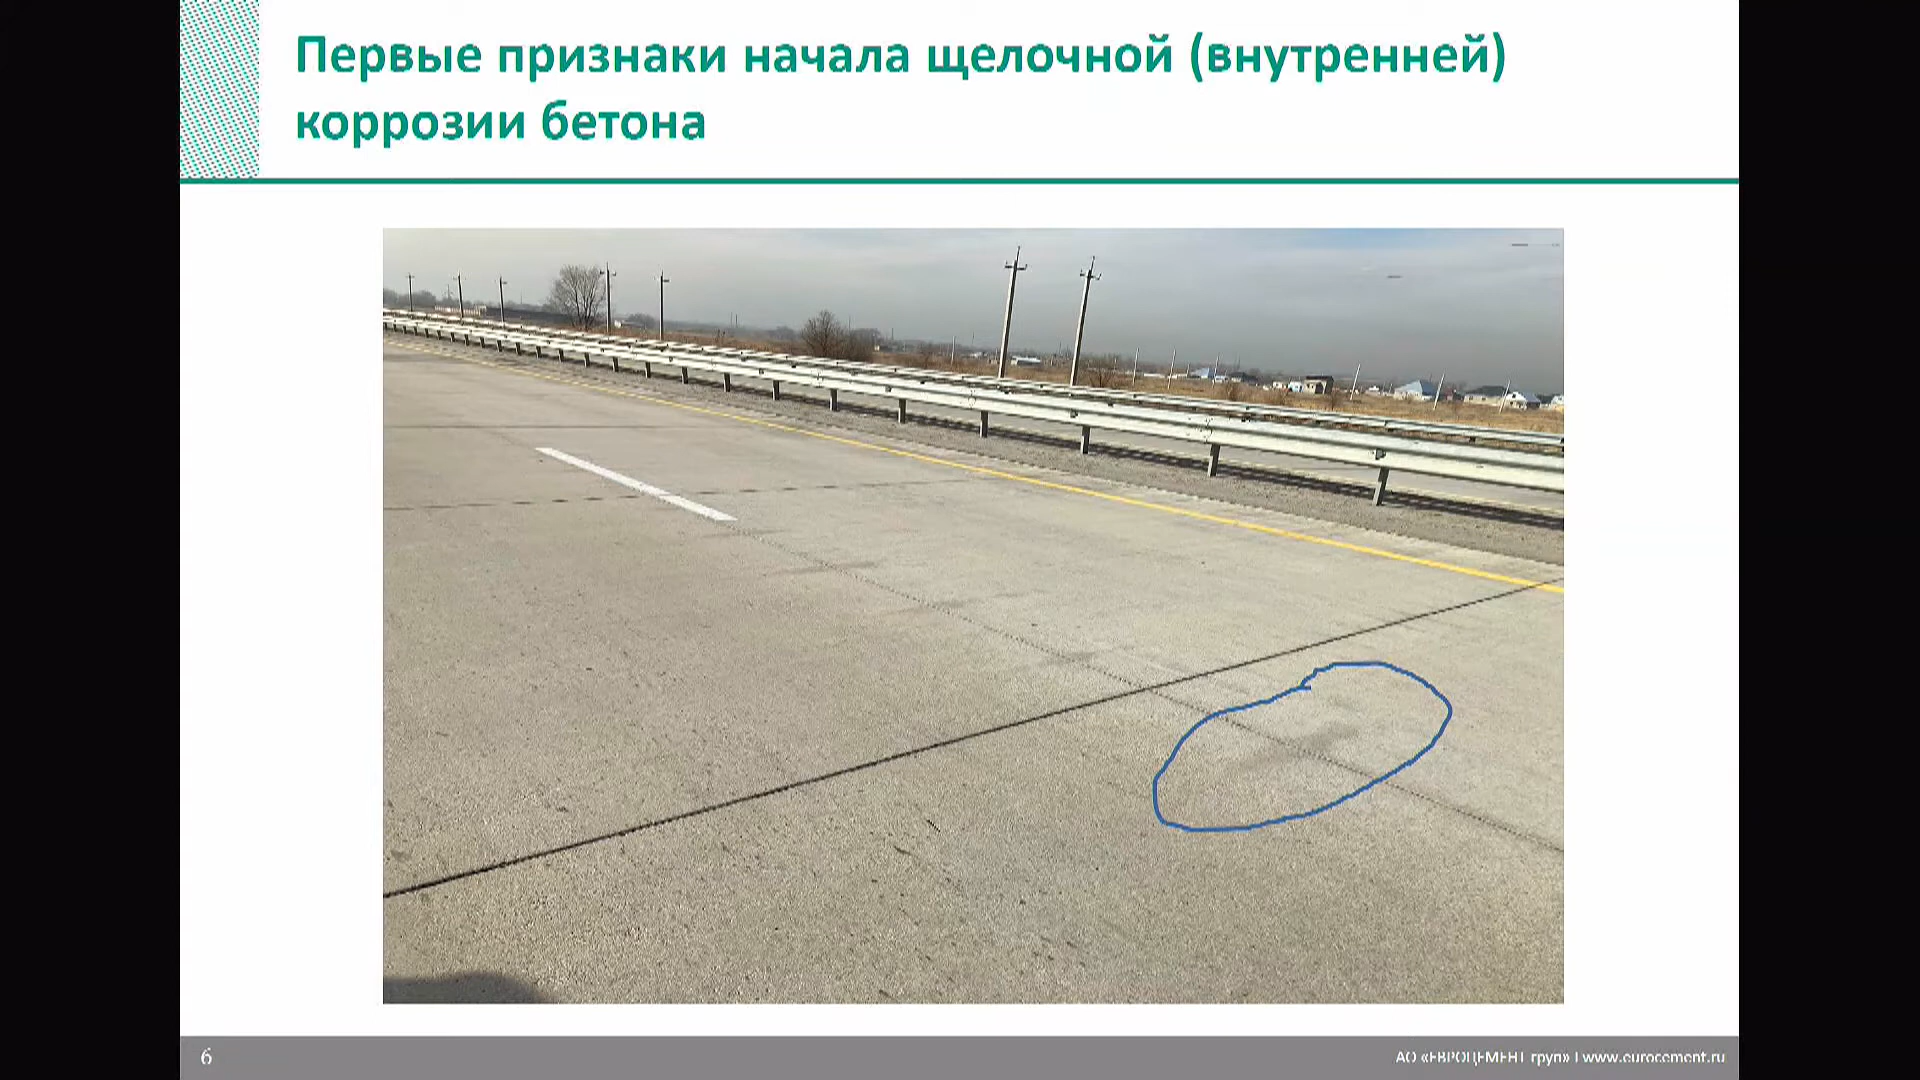 Первые признаки начала щелочной (внутренней)
коррозии бетона
6
АО «ЕВРОЦЕМЕНТ груп» | www.eurocement.ru